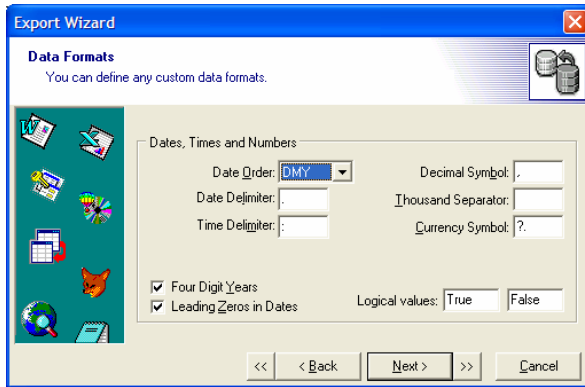 Export Wizard
Data Formats
You can define any custom data formats.
Dates, Times and Numbers
Date Order: DMY
Decimal Symbol: ,
Date Delimiter: .
Thousand Separator:
Time Delimiter: :
Currency Symbol: ?.
Four Digit Years
Leading Zeros in Dates
Logical values: True False
<< < Back Next > >> Cancel